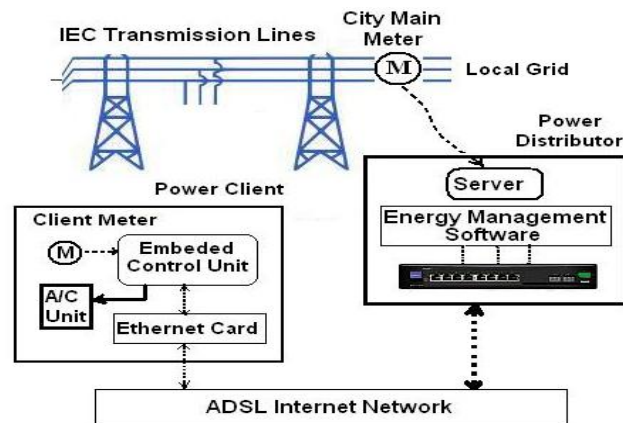 IEC Transmission Lines
City Main
Meter
M
Local Grid
Power
Distributor
Server
Energy Management
Software
Power Client
Client Meter
M
Embeded
Control Unit
A/C
Unit
Ethernet Card
ADSL Internet Network